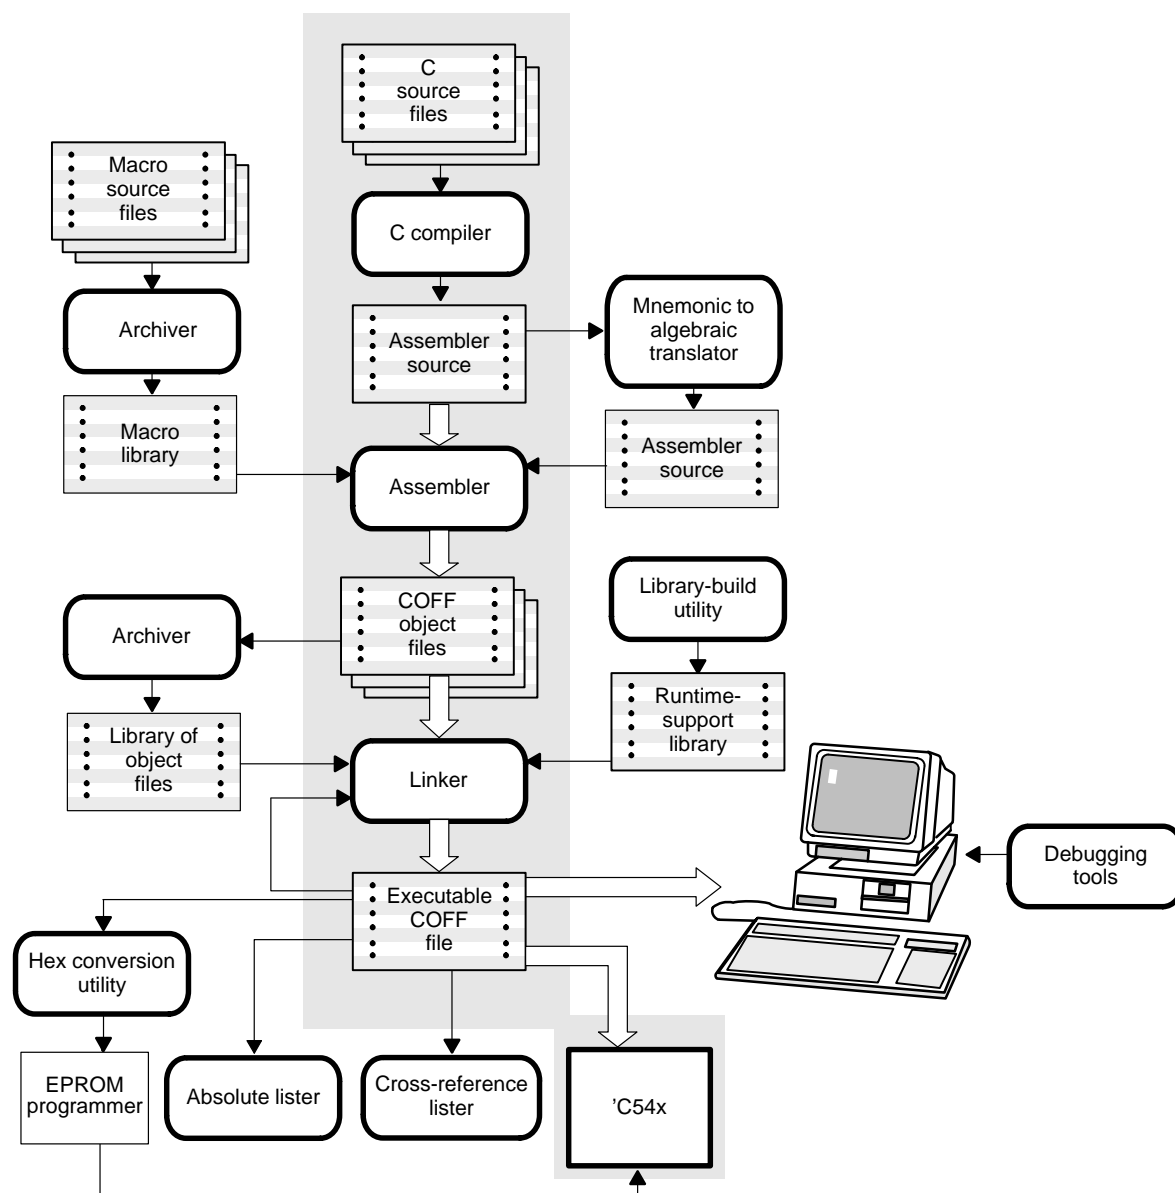 C
source
files
Macro
source
files
C compiler
Archiver
Mnemonic to
algebraic
translator
Assembler
source
Macro
library
Assembler
source
Assembler
COFF
object
files
Library-build
utility
Archiver
Runtime-
support
library
Library of
object
files
Linker
Debugging
tools
Executable
COFF
file
Hex conversion
utility
EPROM
programmer
Absolute lister
Cross-reference
lister
’C54x